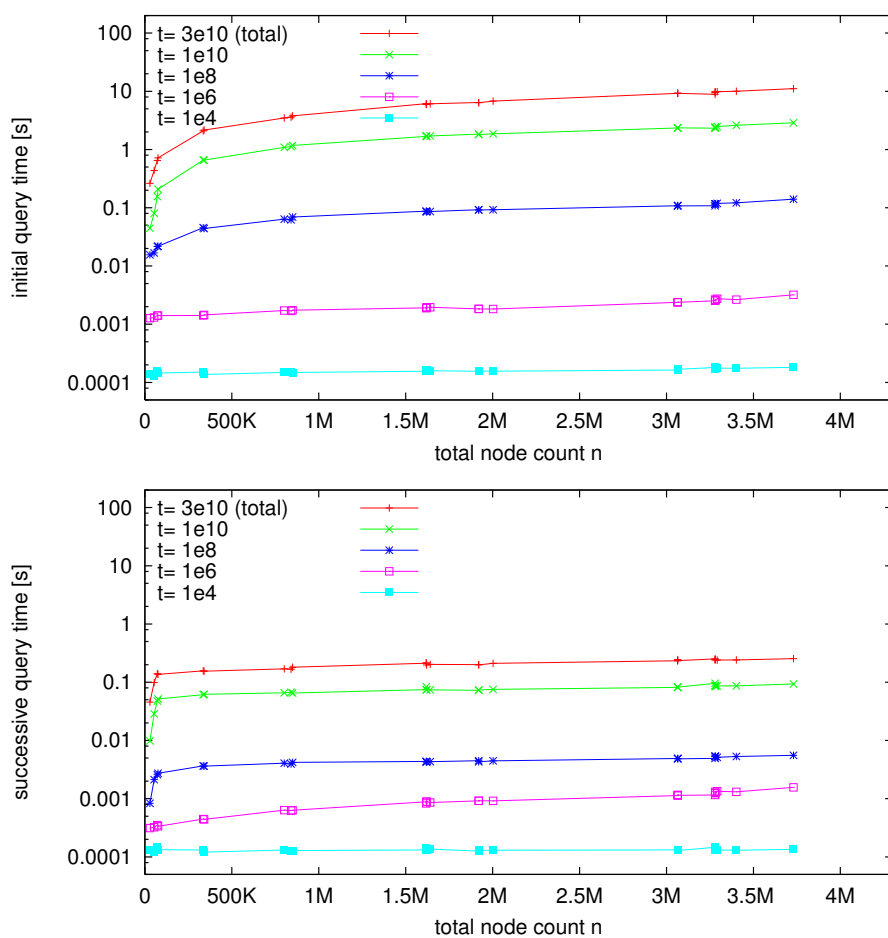 100
10
1
0.1
0.01
0.001
0.0001
initial query time [s]
t= 3e10 (total)
t= 1e10
t= 1e8
t= 1e6
t= 1e4
0 500K 1M 1.5M 2M 2.5M 3M 3.5M 4M
total node count n
100
10
1
0.1
0.01
0.001
0.0001
successive query time [s]
t= 3e10 (total)
t= 1e10
t= 1e8
t= 1e6
t= 1e4
0 500K 1M 1.5M 2M 2.5M 3M 3.5M 4M
total node count n